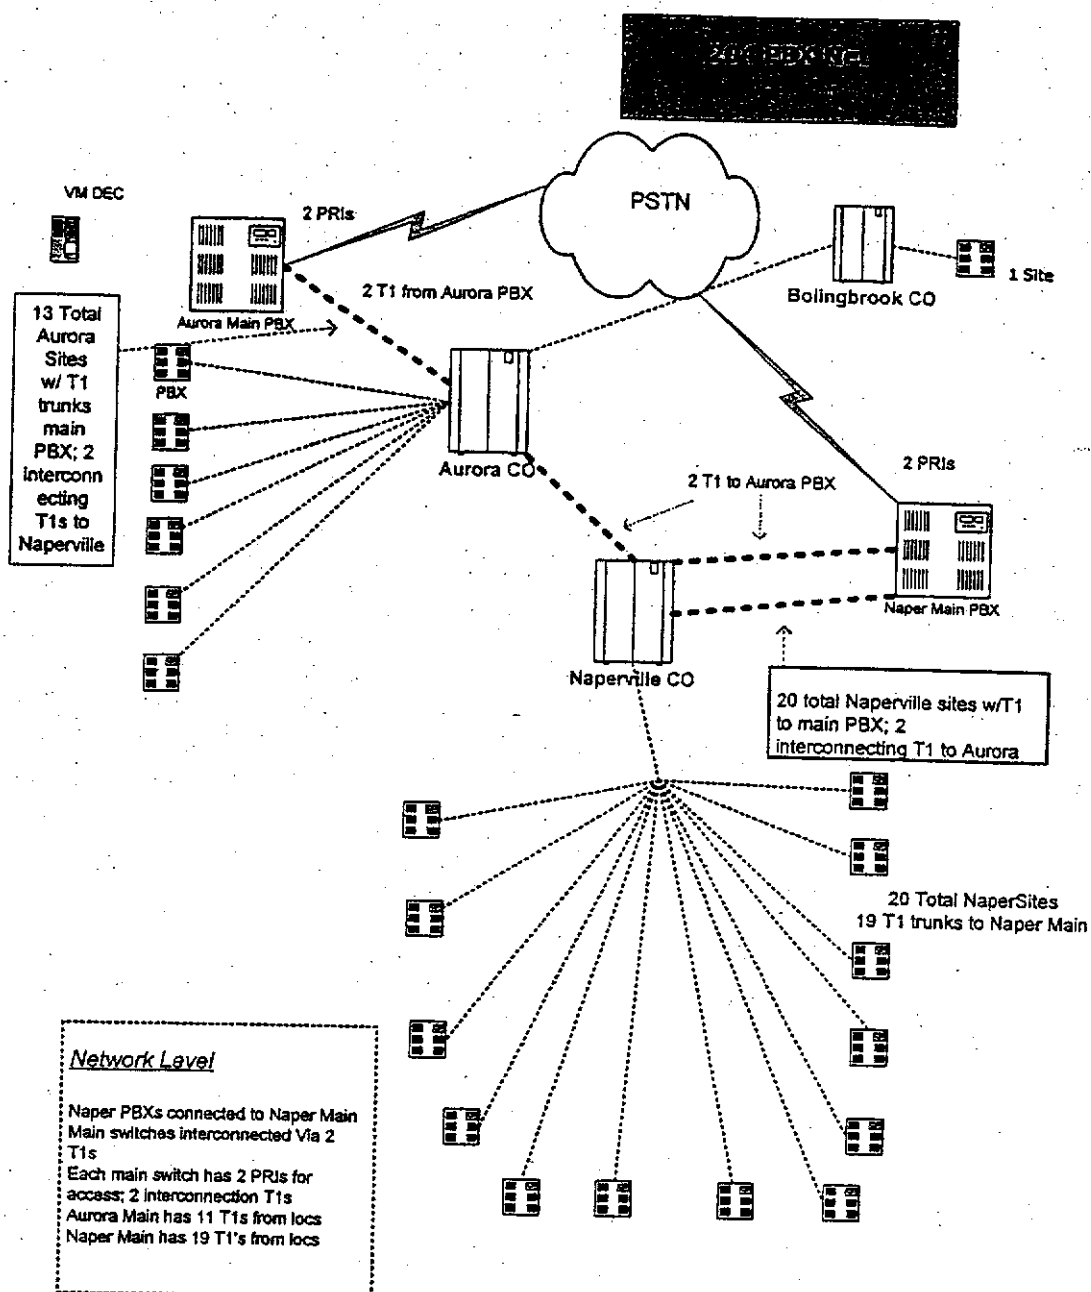 204 PBX Net
PSTN
VM DEC
2 PRIs
Aurora Main PBX
2 T1 from Aurora PBX
Bolingbrook CO
1 Site
13 Total
Aurora
Sites
w/ T1
trunks
main
PBX; 2
interconn
ecting
T1s to
Naperville
PBX
Aurora CO
2 T1 to Aurora PBX
2 PRIs
Naper Main PBX
Naperville CO
20 total Naperville sites w/T1
to main PBX; 2
interconnecting T1 to Aurora
20 Total NaperSites
19 T1 trunks to Naper Main
Network Level
Naper PBXs connected to Naper Main
Main switches interconnected Via 2
T1s
Each main switch has 2 PRIs for
access; 2 interconnection T1s
Aurora Main has 11 T1s from locs
Naper Main has 19 T1's from locs